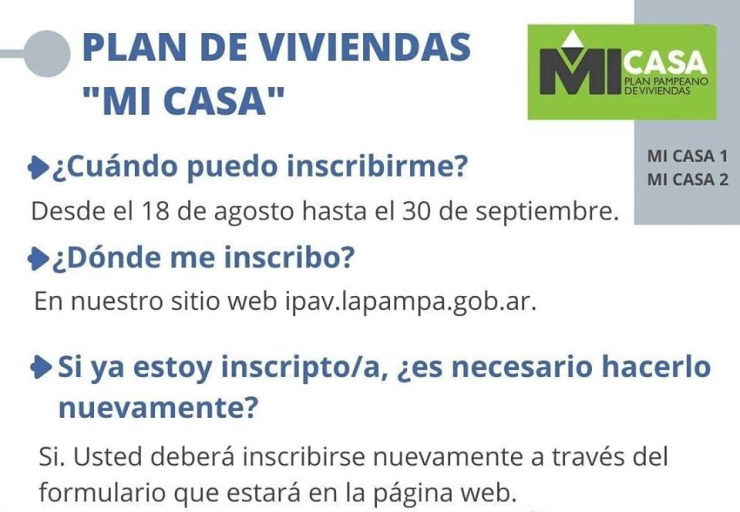 PLAN DE VIVIENDAS
"MI CASA"
MI CASA
PLAN PAMPEANO
DE VIVIENDAS
MI CASA 1
MI CASA 2
¿Cuándo puedo inscribirme?
Desde el 18 de agosto hasta el 30 de septiembre.
¿Dónde me inscribo?
En nuestro sitio web ipav.lapampa.gob.ar.
Si ya estoy inscripto/a, ¿es necesario hacerlo
nuevamente?
Si. Usted deberá inscribirse nuevamente a través del
formulario que estará en la página web.